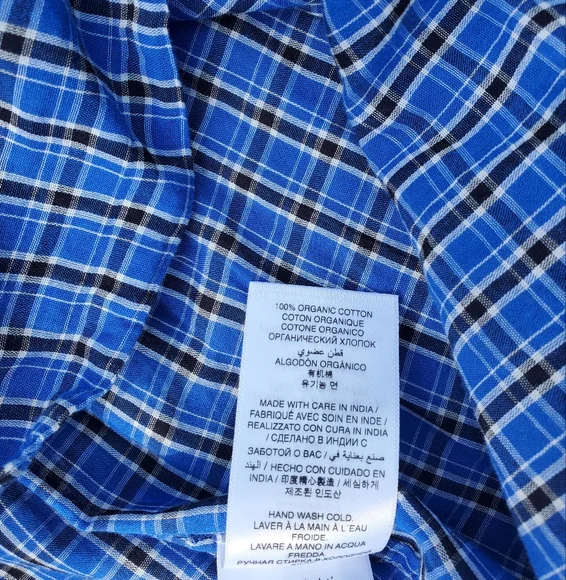 100% ORGANIC COTTON
COTON ORGANIQUE
COTONE ORGANICO
ОРГАНИЧЕСКИЙ ХЛОПОК
قطن عضوي
ALGODÓN ORGÁNICO
有机棉
유기농 면
MADE WITH CARE IN INDIA /
FABRIQUÉ AVEC SOIN EN INDE /
REALIZZATO CON CURA IN INDIA
/ СДЕЛАНО В ИНДИИ С
ЗАБОТОЙ О ВАС / صنع بعناية في
الهند / HECHO CON CUIDADO EN
INDIA / 印度精心製造 / 세심하게
제조된 인도산
HAND WASH COLD.
LAVER À LA MAIN À L'EAU
FROIDE.
LAVARE A MANO IN ACQUA
FREDDA
РУЧНАЯ СТИРКА В ХОЛОДНОЙ